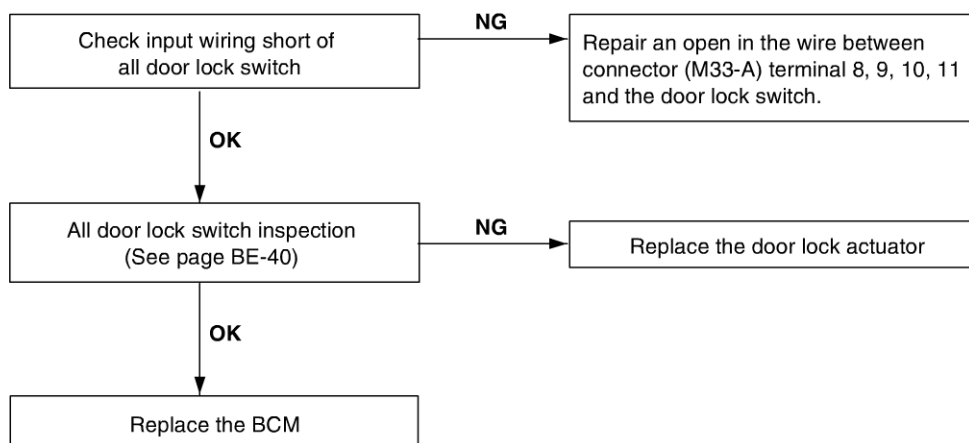 Check input wiring short of
all door lock switch
NG
Repair an open in the wire between
connector (M33-A) terminal 8, 9, 10, 11
and the door lock switch.
OK
All door lock switch inspection
(See page BE-40)
NG
Replace the door lock actuator
OK
Replace the BCM